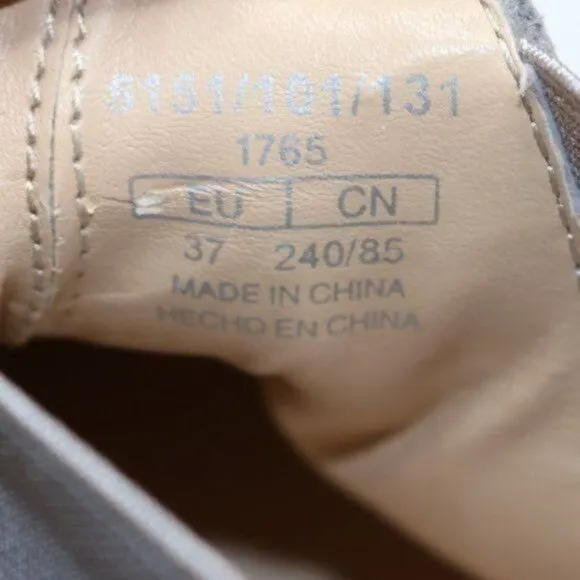 5151/101/131
1765
EU CN
37 240/85
MADE IN CHINA
HECHO EN CHINA